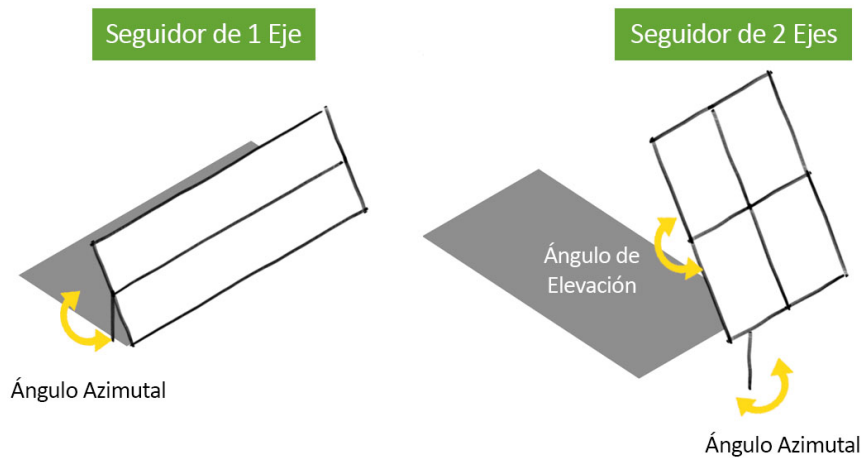 Seguidor de 1 Eje
Seguidor de 2 Ejes
Ángulo de
Elevación
Ángulo Azimutal
Ángulo Azimutal